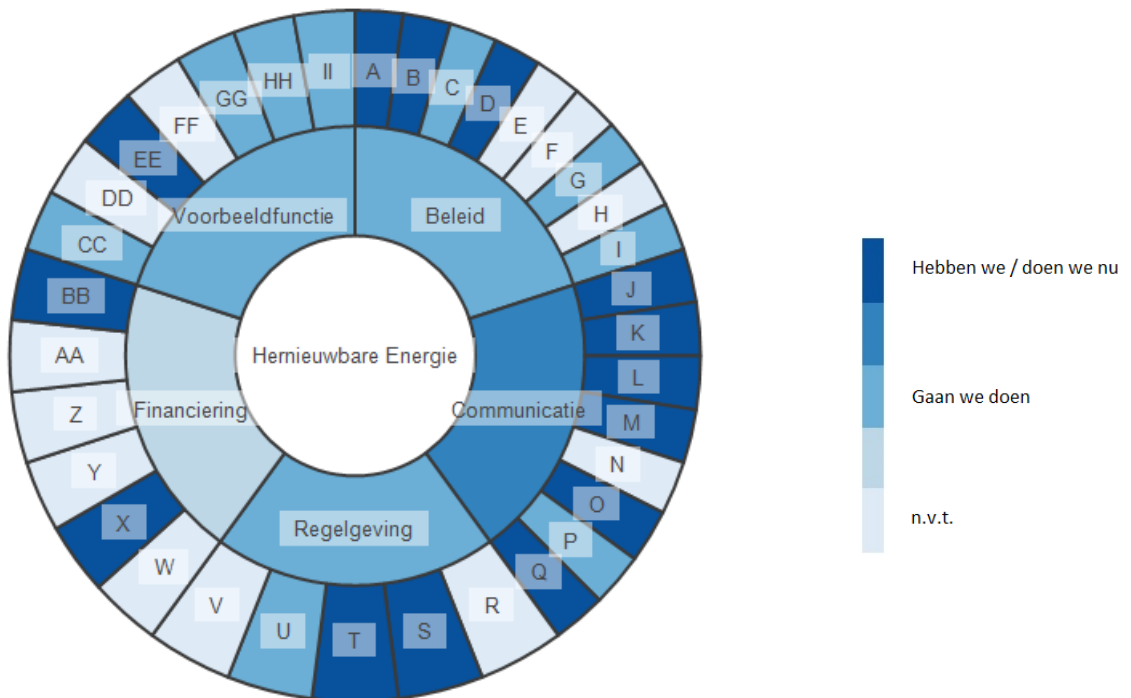 A
B
C
D
E
F
G
H
I
J
K
L
M
N
O
P
Q
R
S
T
U
V
W
X
Y
Z
AA
BB
CC
DD
EE
FF
GG
HH
II
Voorbeeldfunctie
Beleid
Hernieuwbare Energie
Financiering
Communicatie
Regelgeving
Hebben we / doen we nu
Gaan we doen
n.v.t.